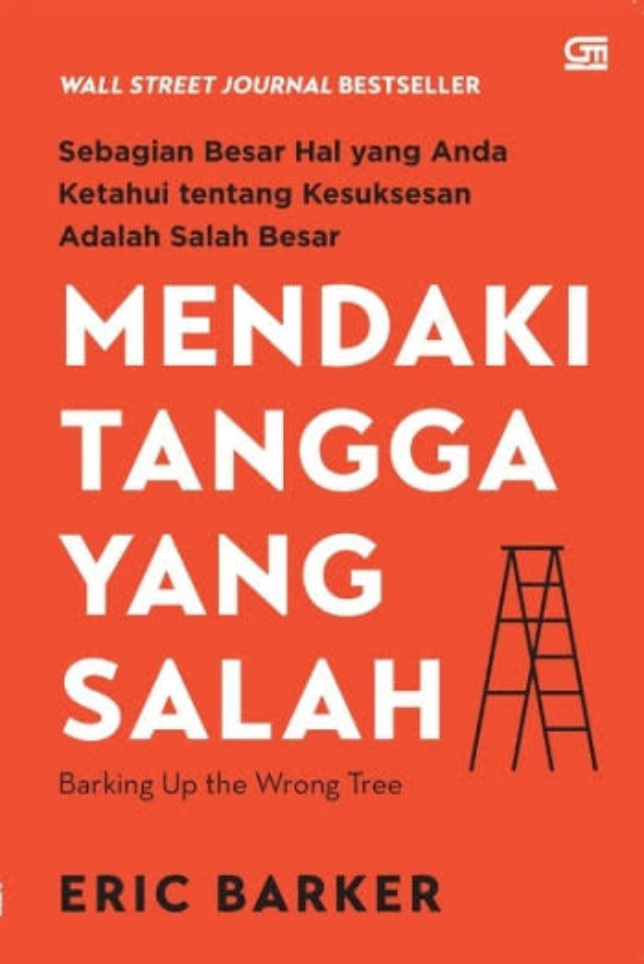 WALL STREET JOURNAL BESTSELLER
Sebagian Besar Hal yang Anda
Ketahui tentang Kesuksesan
Adalah Salah Besar
MENDAKI
TANGGA
YANG
SALAH
Barking Up the Wrong Tree
ERIC BARKER